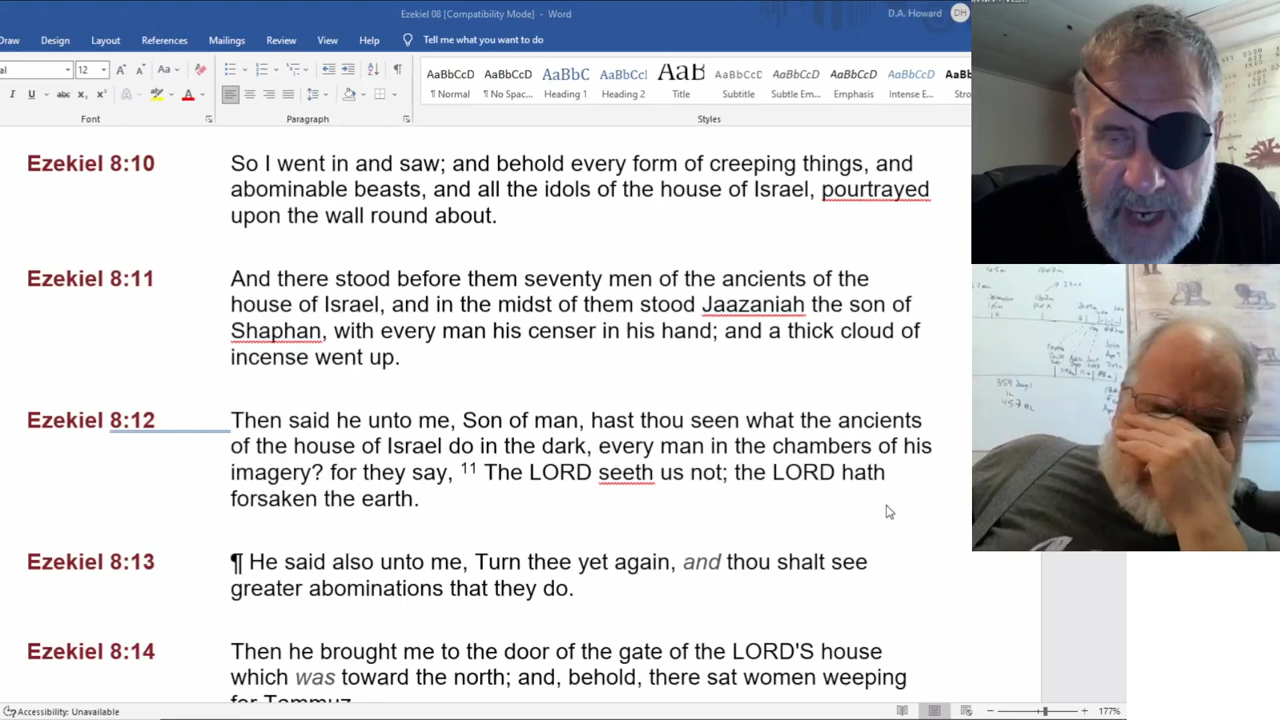 Ezekiel 08 [Compatibility Mode] - Word
D.A. Howard
DH
Draw Design Layout References Mailings Review View Help Tell me what you want to do
12 Aa
AaBbCcD AaBbCcD AaBbC AaBbCcI AaB AaBbCcD AaBbCcD AaBbCcD AaBbCcD
¶ Normal ¶ No Spac... Heading 1 Heading 2 Title Subtitle Subtle Em... Emphasis Intense E...
Font Paragraph Styles
Ezekiel 8:10 So I went in and saw; and behold every form of creeping things, and
abominable beasts, and all the idols of the house of Israel, pourtrayed
upon the wall round about.
Ezekiel 8:11 And there stood before them seventy men of the ancients of the
house of Israel, and in the midst of them stood Jaazaniah the son of
Shaphan, with every man his censer in his hand; and a thick cloud of
incense went up.
Ezekiel 8:12 Then said he unto me, Son of man, hast thou seen what the ancients
of the house of Israel do in the dark, every man in the chambers of his
imagery? for they say, 11 The LORD seeth us not; the LORD hath
forsaken the earth.
Ezekiel 8:13 ¶ He said also unto me, Turn thee yet again, and thou shalt see
greater abominations that they do.
Ezekiel 8:14 Then he brought me to the door of the gate of the LORD'S house
which was toward the north; and, behold, there sat women weeping
for Tammuz.
Accessibility: Unavailable
177%